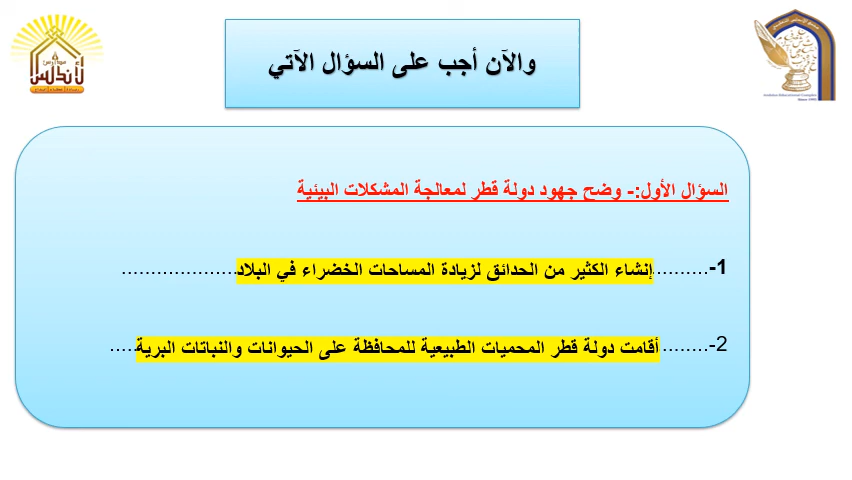 والآن أجب على السؤال الآتي
السؤال الأول:- وضح جهود دولة قطر لمعالجة المشكلات البيئية
1-..........إنشاء الكثير من الحدائق لزيادة المساحات الخضراء في البلاد....................
2-........أقامت دولة قطر المحميات الطبيعية للمحافظة على الحيوانات والنباتات البرية.....